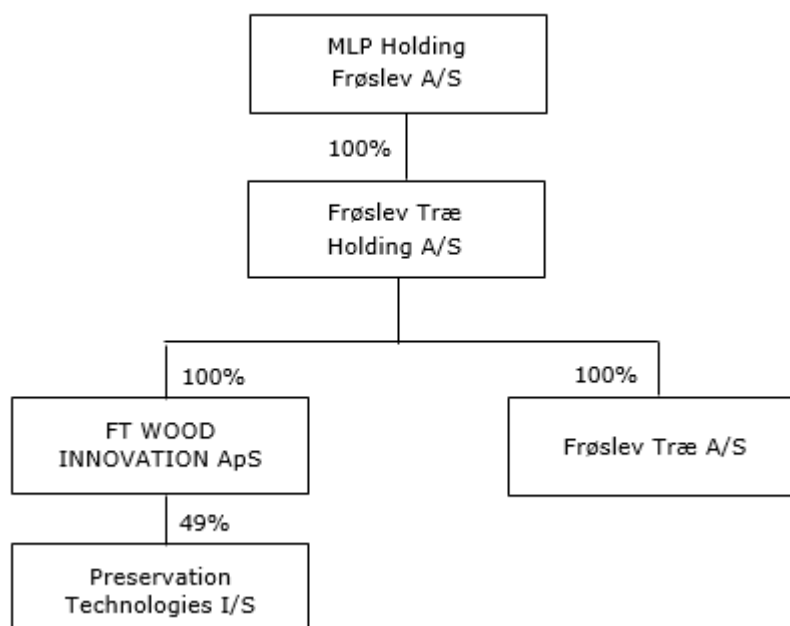 MLP Holding
Frøslev A/S
100%
Frøslev Træ
Holding A/S
100%
100%
FT WOOD
INNOVATION ApS
Frøslev Træ A/S
49%
Preservation
Technologies I/S